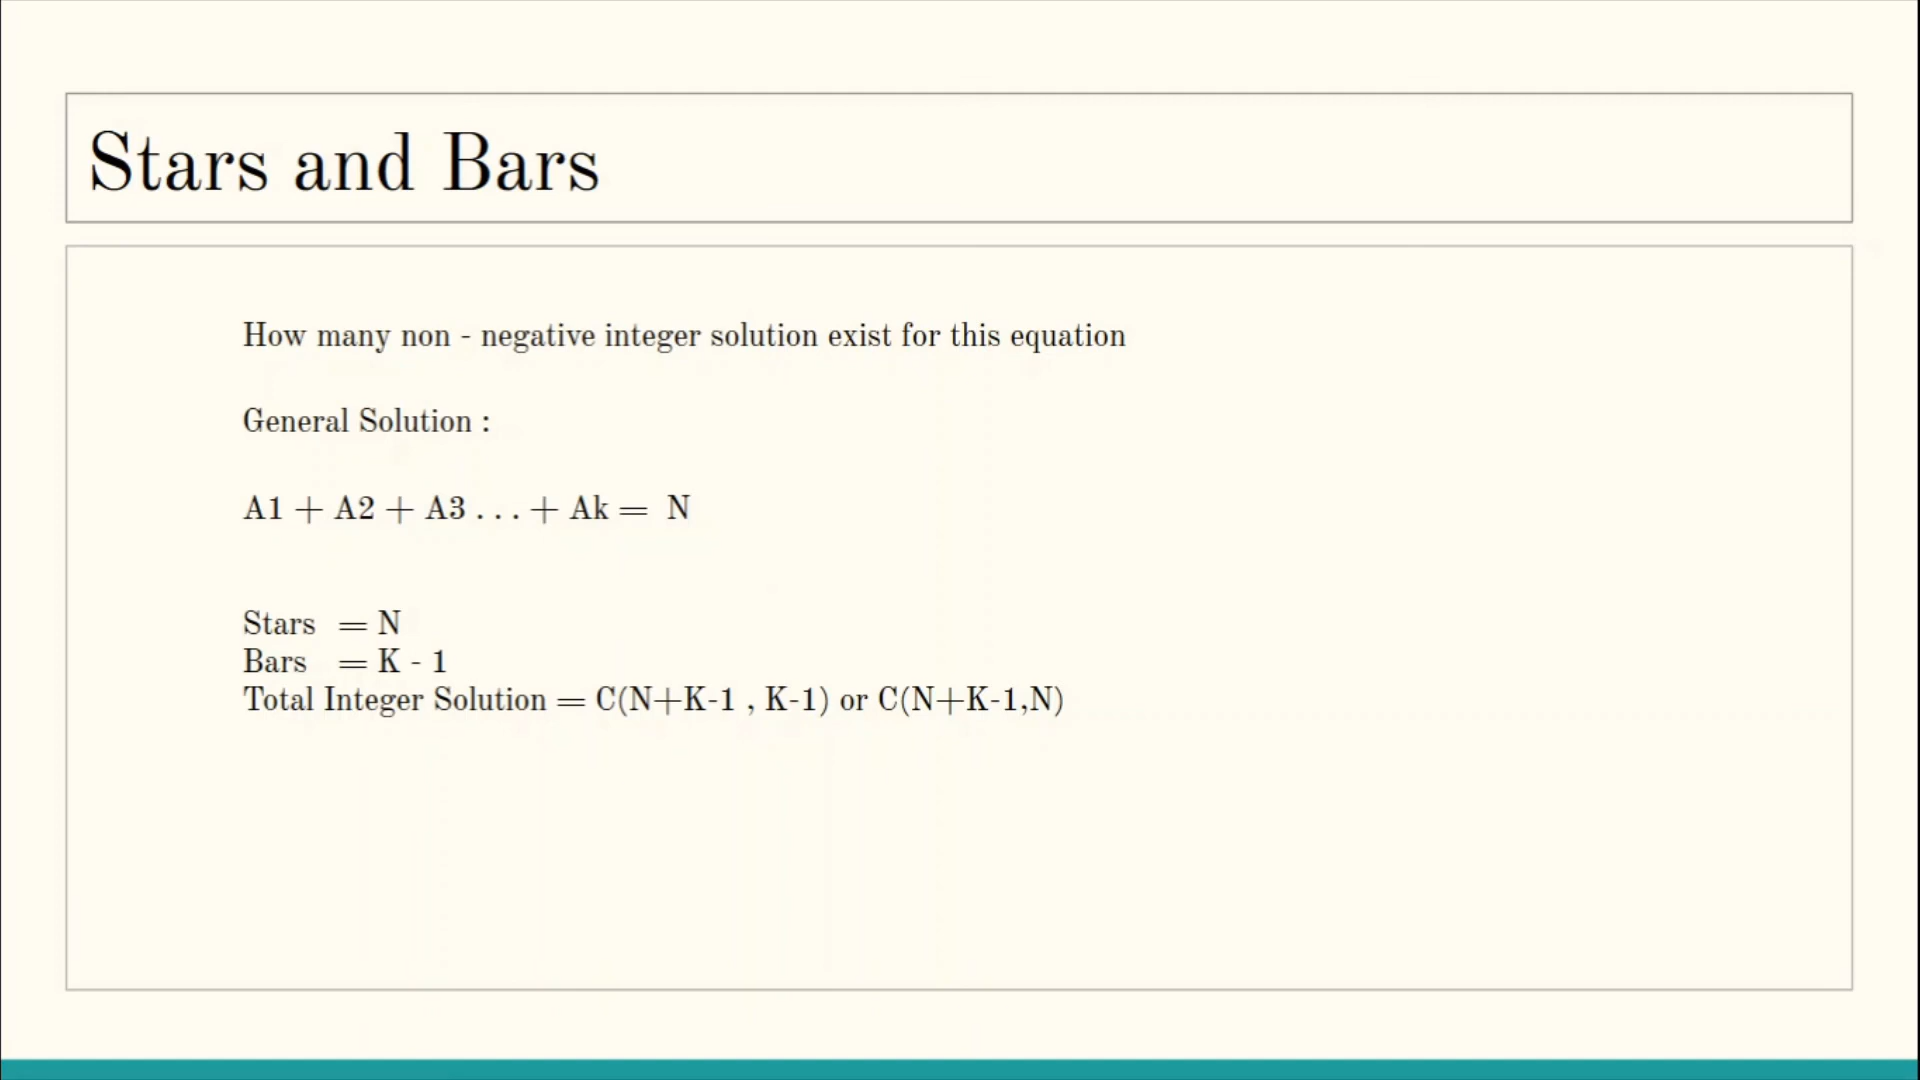 Stars and Bars
How many non - negative integer solution exist for this equation
General Solution :
A1 + A2 + A3 . . . + Ak = N
Stars = N
Bars = K - 1
Total Integer Solution = C(N+K-1 , K-1) or C(N+K-1,N)